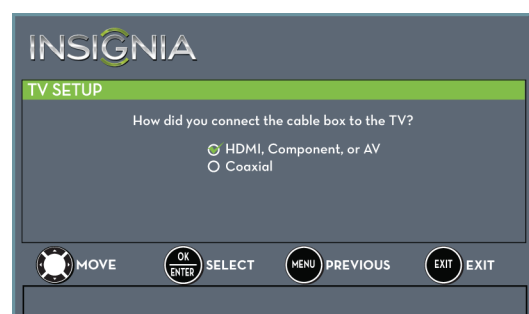 INSIGNIA
TV SETUP
How did you connect the cable box to the TV?
HDMI, Component, or AV
Coaxial
MOVE OK ENTER SELECT MENU PREVIOUS EXIT EXIT